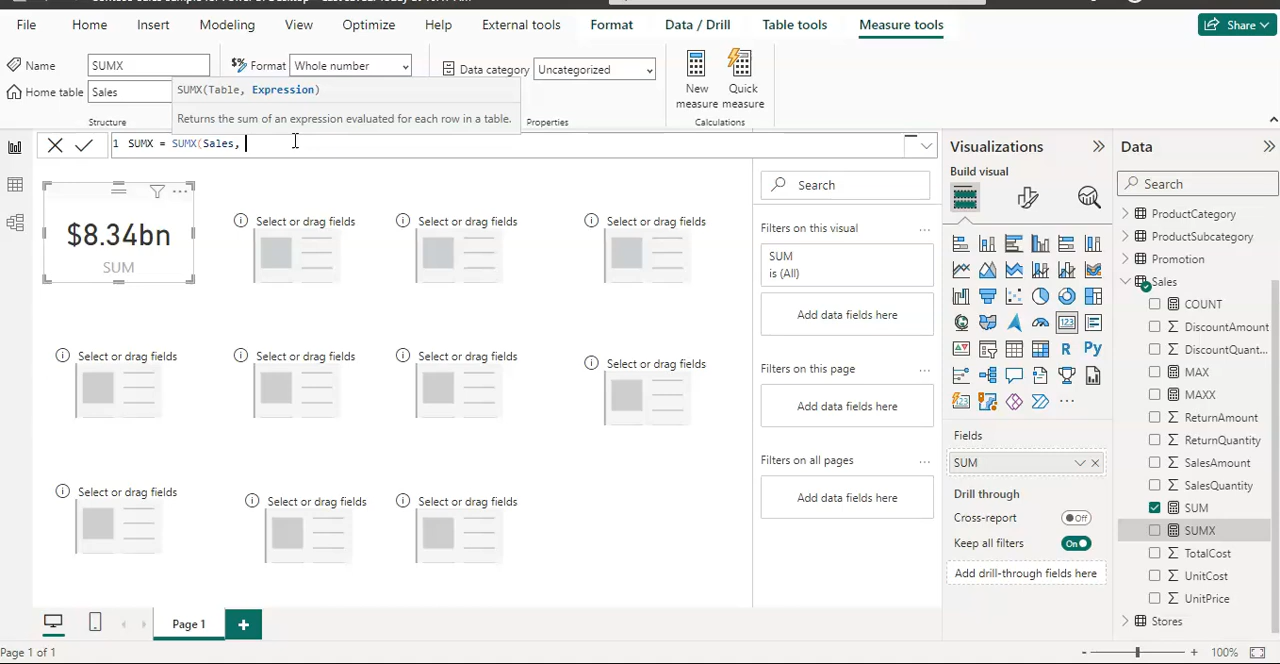 File Home Insert Modeling View Optimize Help External tools Format Data / Drill Table tools Measure tools Share
Name SUMX Format Whole number Data category Uncategorized
Home table Sales
New measure Quick measure
Structure Properties Calculations
SUMX(Table, Expression)
Returns the sum of an expression evaluated for each row in a table.
1 SUMX = SUMX(Sales,
$8.34bn
SUM
Select or drag fields
Select or drag fields
Select or drag fields
Select or drag fields
Select or drag fields
Select or drag fields
Select or drag fields
Select or drag fields
Select or drag fields
Select or drag fields
Search
Filters on this visual ...
SUM
is (All)
Add data fields here
Filters on this page ...
Add data fields here
Filters on all pages ...
Add data fields here
Visualizations
Build visual
123
R Py
...
Fields
SUM
Drill through
Cross-report Off
Keep all filters On
Add drill-through fields here
Data
Search
ProductCategory
ProductSubcategory
Promotion
Sales
COUNT
DiscountAmount
DiscountQuant...
MAX
MAXX
ReturnAmount
ReturnQuantity
SalesAmount
SalesQuantity
SUM
SUMX
TotalCost
UnitCost
UnitPrice
Stores
Page 1
Page 1 of 1
- + 100%